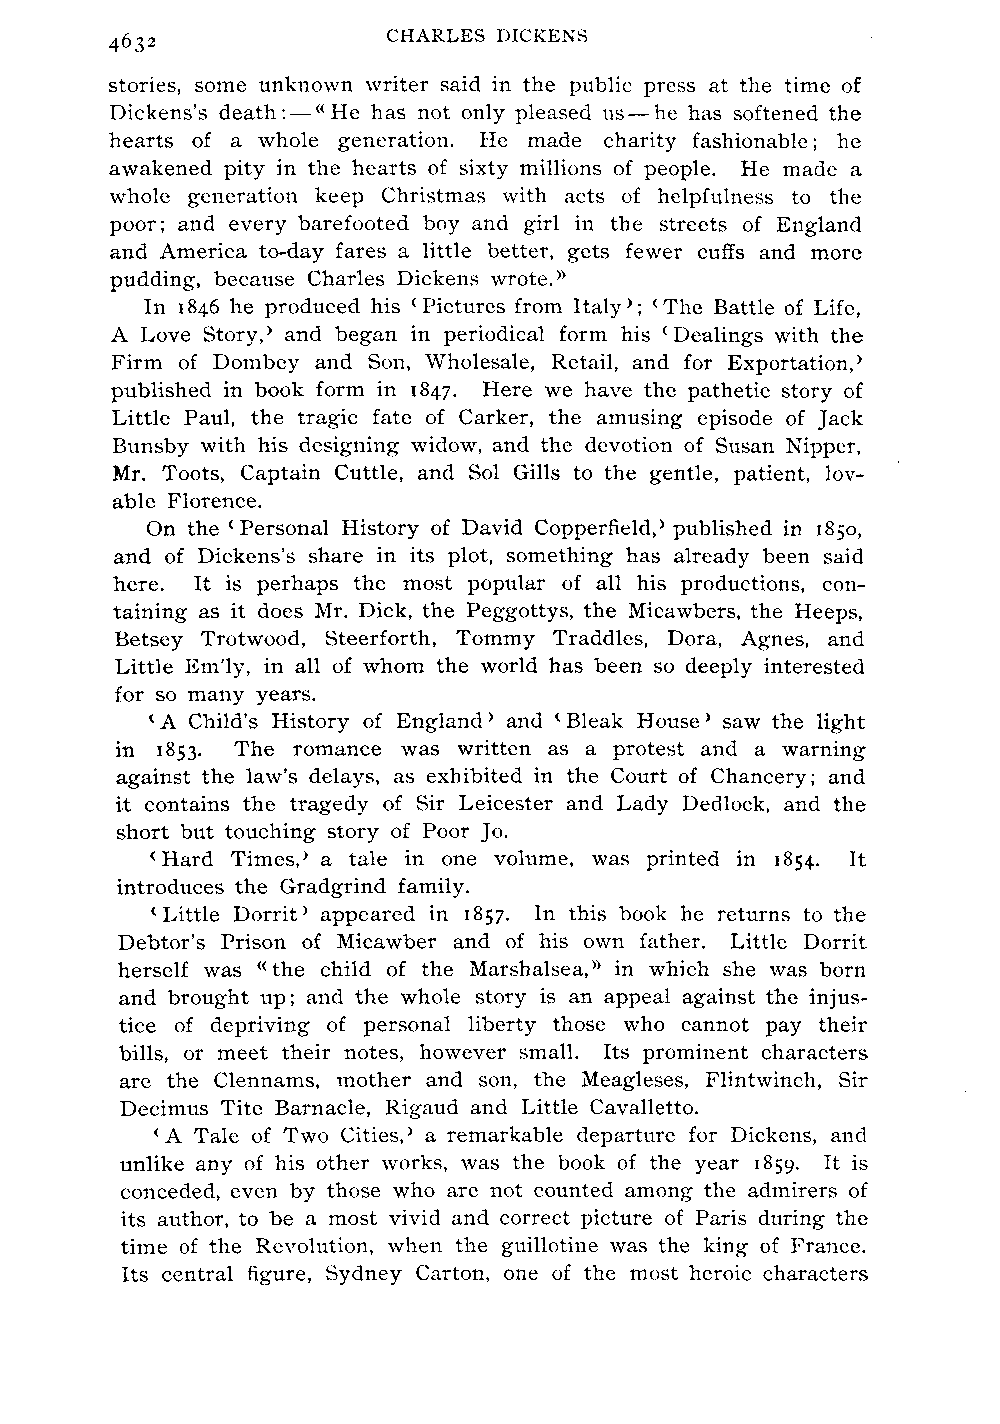 4632
CHARLES DICKENS
stories, some unknown writer said in the public press at the time of
Dickens's death:—“He has not only pleased us—he has softened the
hearts of a whole generation. He made charity fashionable; he
awakened pity in the hearts of sixty millions of people. He made a
whole generation keep Christmas with acts of helpfulness to the
poor; and every barefooted boy and girl in the streets of England
and America to-day fares a little better, gets fewer cuffs and more
pudding, because Charles Dickens wrote.”
In 1846 he produced his ‘Pictures from Italy’; ‘The Battle of Life,
A Love Story,’ and began in periodical form his ‘Dealings with the
Firm of Dombey and Son, Wholesale, Retail, and for Exportation,’
published in book form in 1847. Here we have the pathetic story of
Little Paul, the tragic fate of Carker, the amusing episode of Jack
Bunsby with his designing widow, and the devotion of Susan Nipper,
Mr. Toots, Captain Cuttle, and Sol Gills to the gentle, patient, lov-
able Florence.
On the ‘Personal History of David Copperfield,’ published in 1850,
and of Dickens's share in its plot, something has already been said
here. It is perhaps the most popular of all his productions, con-
taining as it does Mr. Dick, the Peggottys, the Micawbers, the Heeps,
Betsey Trotwood, Steerforth, Tommy Traddles, Dora, Agnes, and
Little Em'ly, in all of whom the world has been so deeply interested
for so many years.
‘A Child's History of England’ and ‘Bleak House’ saw the light
in 1853. The romance was written as a protest and a warning
against the law's delays, as exhibited in the Court of Chancery; and
it contains the tragedy of Sir Leicester and Lady Dedlock, and the
short but touching story of Poor Jo.
‘Hard Times,’ a tale in one volume, was printed in 1854. It
introduces the Gradgrind family.
‘Little Dorrit’ appeared in 1857. In this book he returns to the
Debtor's Prison of Micawber and of his own father. Little Dorrit
herself was “the child of the Marshalsea,” in which she was born
and brought up; and the whole story is an appeal against the injus-
tice of depriving of personal liberty those who cannot pay their
bills, or meet their notes, however small. Its prominent characters
are the Clennams, mother and son, the Meagleses, Flintwinch, Sir
Decimus Tite Barnacle, Rigaud and Little Cavalletto.
‘A Tale of Two Cities,’ a remarkable departure for Dickens, and
unlike any of his other works, was the book of the year 1859. It is
conceded, even by those who are not counted among the admirers of
its author, to be a most vivid and correct picture of Paris during the
time of the Revolution, when the guillotine was the king of France.
Its central figure, Sydney Carton, one of the most heroic characters